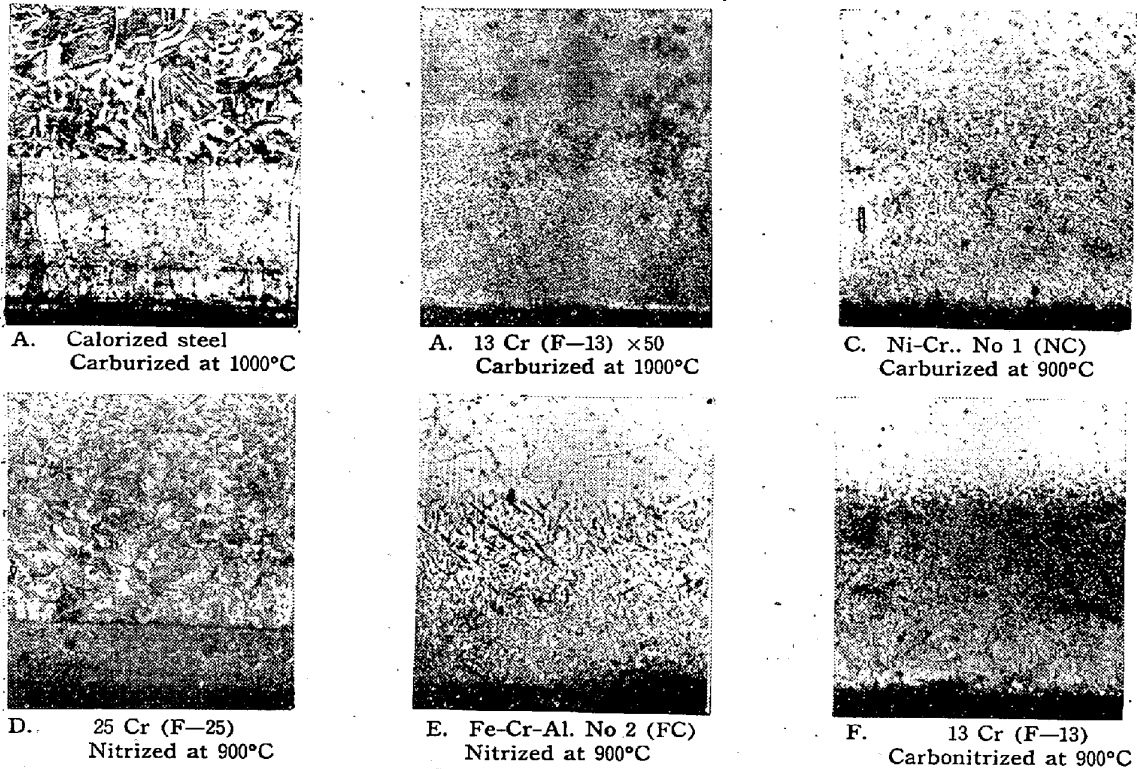 A. Calorized steel
Carburized at 1000°C
A. 13 Cr (F—13) ×50
Carburized at 1000°C
C. Ni-Cr.. No 1 (NC)
Carburized at 900°C
D. 25 Cr (F—25)
Nitrized at 900°C
E. Fe-Cr-Al. No 2 (FC)
Nitrized at 900°C
F. 13 Cr (F—13)
Carbonitrized at 900°C